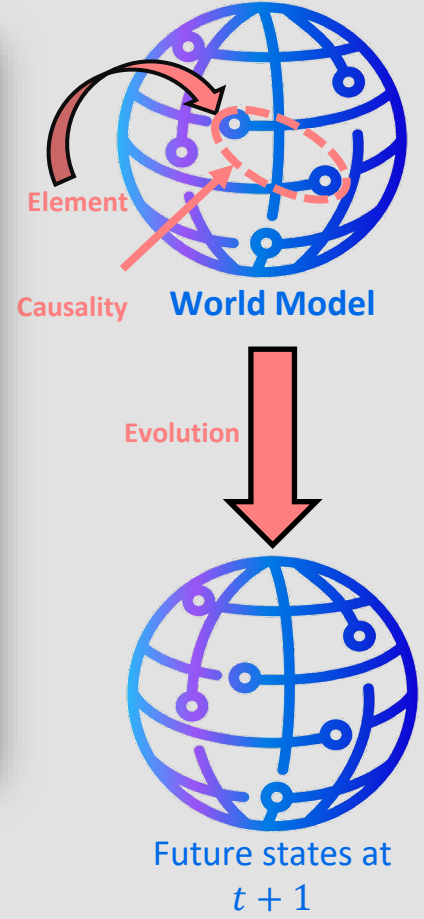 Element
Causality
World Model
Evolution
Future states at
t + 1